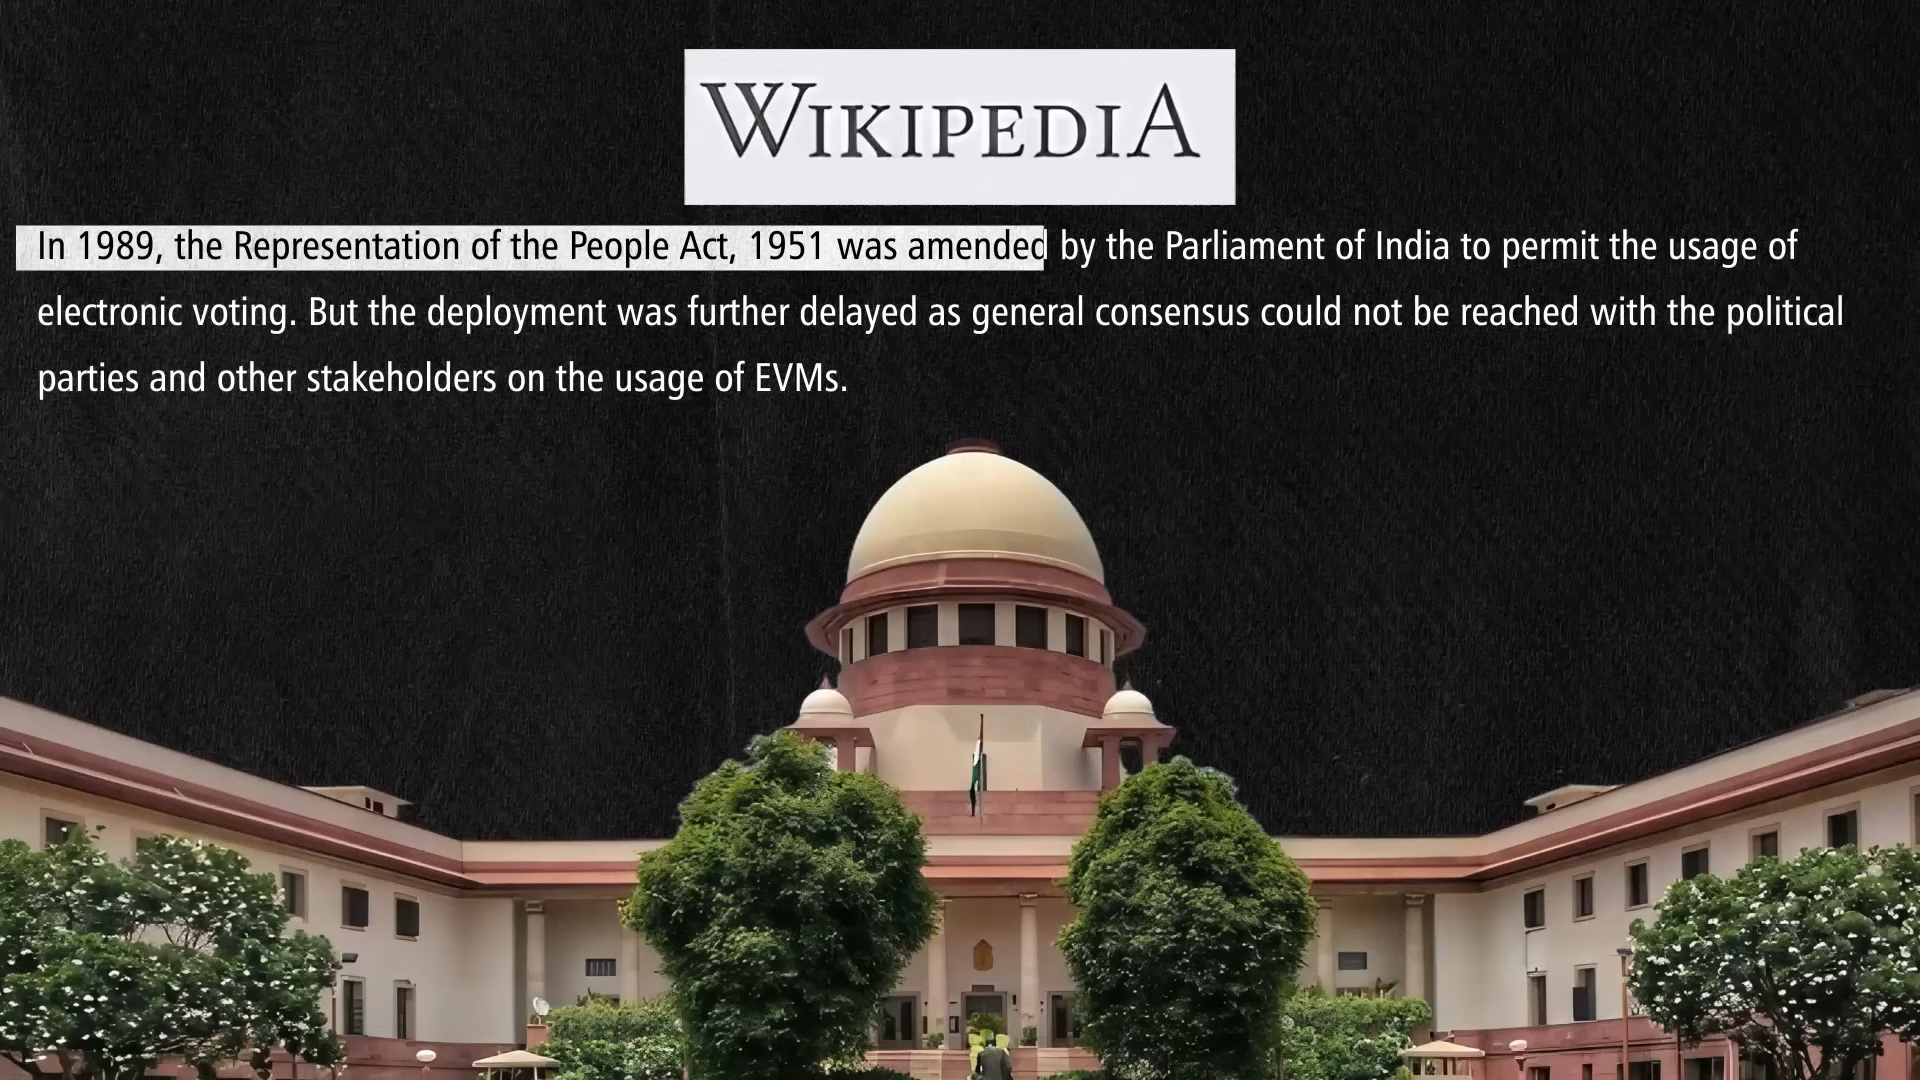 WIKIPEDIA
In 1989, the Representation of the People Act, 1951 was amended by the Parliament of India to permit the usage of
electronic voting. But the deployment was further delayed as general consensus could not be reached with the political
parties and other stakeholders on the usage of EVMs.